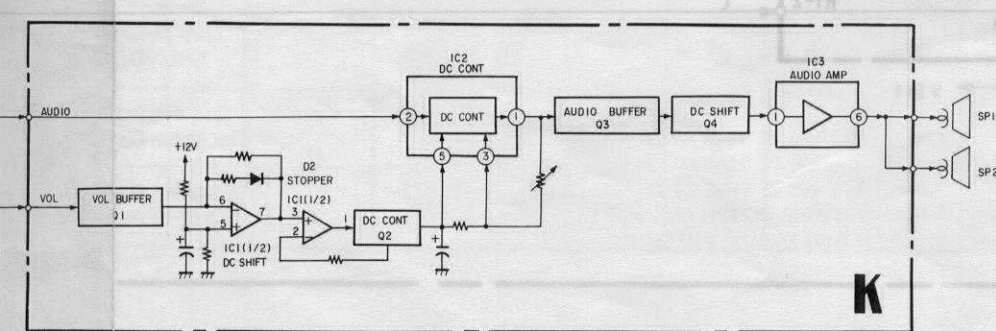 IC2
DC CONT
IC3
AUDIO AMP
AUDIO
2
DC CONT
1
AUDIO BUFFER
Q3
DC SHIFT
Q4
1
6
SP1
5
3
SP2
+12V
D2
STOPPER
VOL
VOL BUFFER
Q1
6
-
7
5
+
IC1(1/2)
3
+
2
-
1
DC CONT
Q2
+
+
IC1(1/2)
DC SHIFT
K